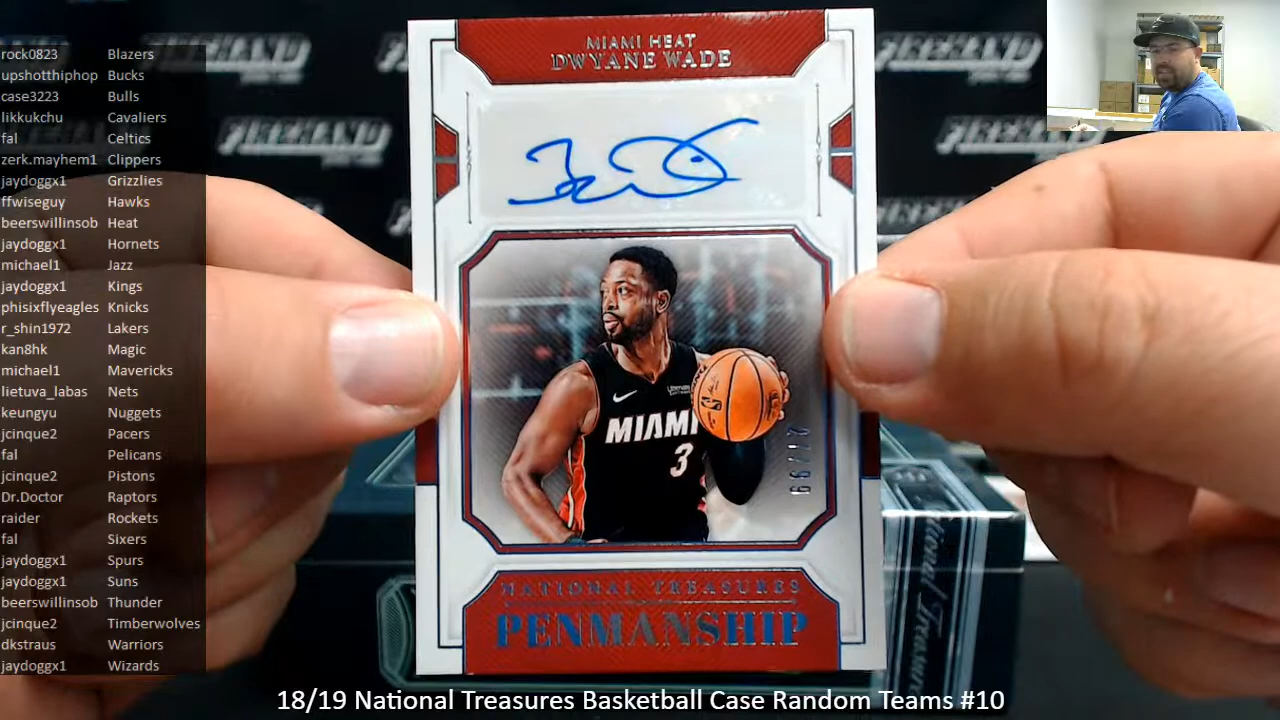 rock0823 Blazers
upshotthiphop Bucks
case3223 Bulls
likkukchu Cavaliers
fal Celtics
zerk.mayhem1 Clippers
jaydoggx1 Grizzlies
ffwiseguy Hawks
beerswillinsob Heat
jaydoggx1 Hornets
michael1 Jazz
jaydoggx1 Kings
phisixflyeagles Knicks
r_shin1972 Lakers
kan8hk Magic
michael1 Mavericks
lietuva_labas Nets
keungyu Nuggets
jcinque2 Pacers
fal Pelicans
jcinque2 Pistons
Dr.Doctor Raptors
raider Rockets
fal Sixers
jaydoggx1 Spurs
jaydoggx1 Suns
beerswillinsob Thunder
jcinque2 Timberwolves
dkstraus Warriors
jaydoggx1 Wizards
FIREHAND
FIREHAND
MIAMI HEAT
DWYANE WADE
MIAMI
3
NATIONAL TREASURES
PENMANSHIP
National Treasures
18/19 National Treasures Basketball Case Random Teams #10